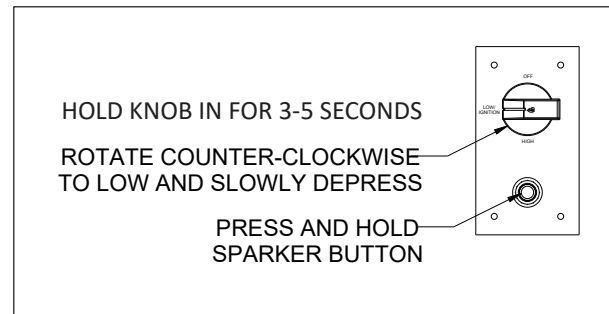 OFF
HOLD KNOB IN FOR 3-5 SECONDS
LOW/
IGNITION
ROTATE COUNTER-CLOCKWISE
TO LOW AND SLOWLY DEPRESS
HIGH
PRESS AND HOLD
SPARKER BUTTON